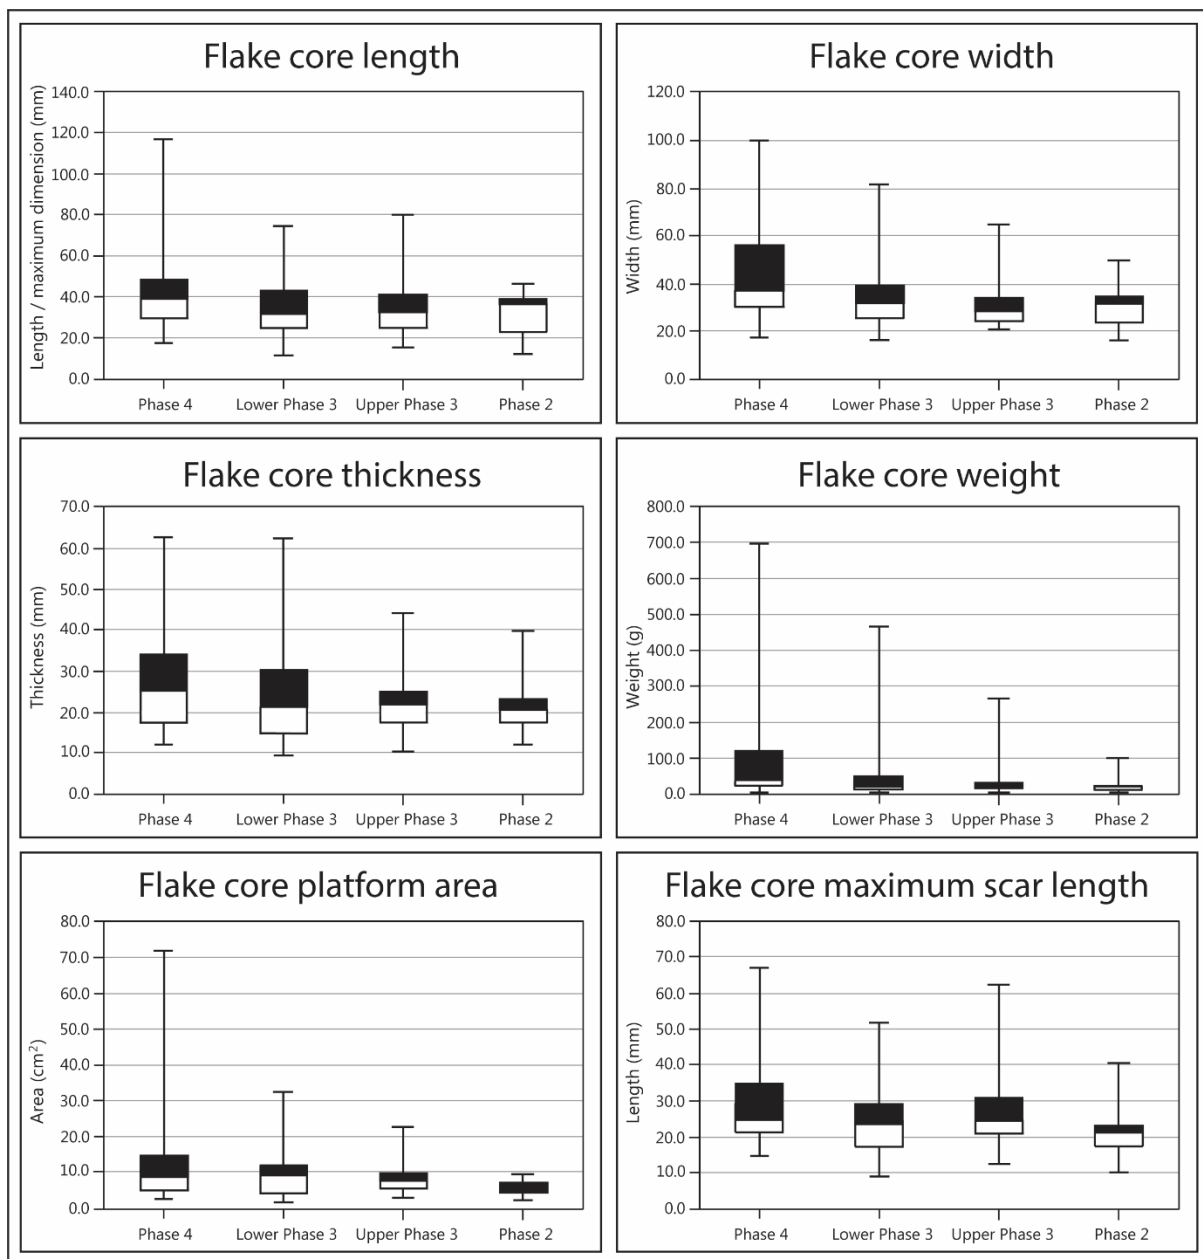 Flake core length
Length / maximum dimension (mm)
140.0
120.0
100.0
80.0
60.0
40.0
20.0
0.0
Phase 4 Lower Phase 3 Upper Phase 3 Phase 2
Flake core width
Width (mm)
120.0
100.0
80.0
60.0
40.0
20.0
0.0
Phase 4 Lower Phase 3 Upper Phase 3 Phase 2
Flake core thickness
Thickness (mm)
70.0
60.0
50.0
40.0
30.0
20.0
10.0
0.0
Phase 4 Lower Phase 3 Upper Phase 3 Phase 2
Flake core weight
Weight (g)
800.0
700.0
600.0
500.0
400.0
300.0
200.0
100.0
0.0
Phase 4 Lower Phase 3 Upper Phase 3 Phase 2
Flake core platform area
Area (cm²)
80.0
70.0
60.0
50.0
40.0
30.0
20.0
10.0
0.0
Phase 4 Lower Phase 3 Upper Phase 3 Phase 2
Flake core maximum scar length
Length (mm)
80.0
70.0
60.0
50.0
40.0
30.0
20.0
10.0
0.0
Phase 4 Lower Phase 3 Upper Phase 3 Phase 2